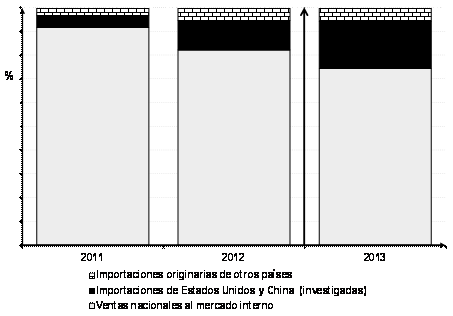 %
2011 2012 2013
Importaciones originarias de otros países
Importaciones de Estados Unidos y China (investigadas)
Ventas nacionales al mercado interno